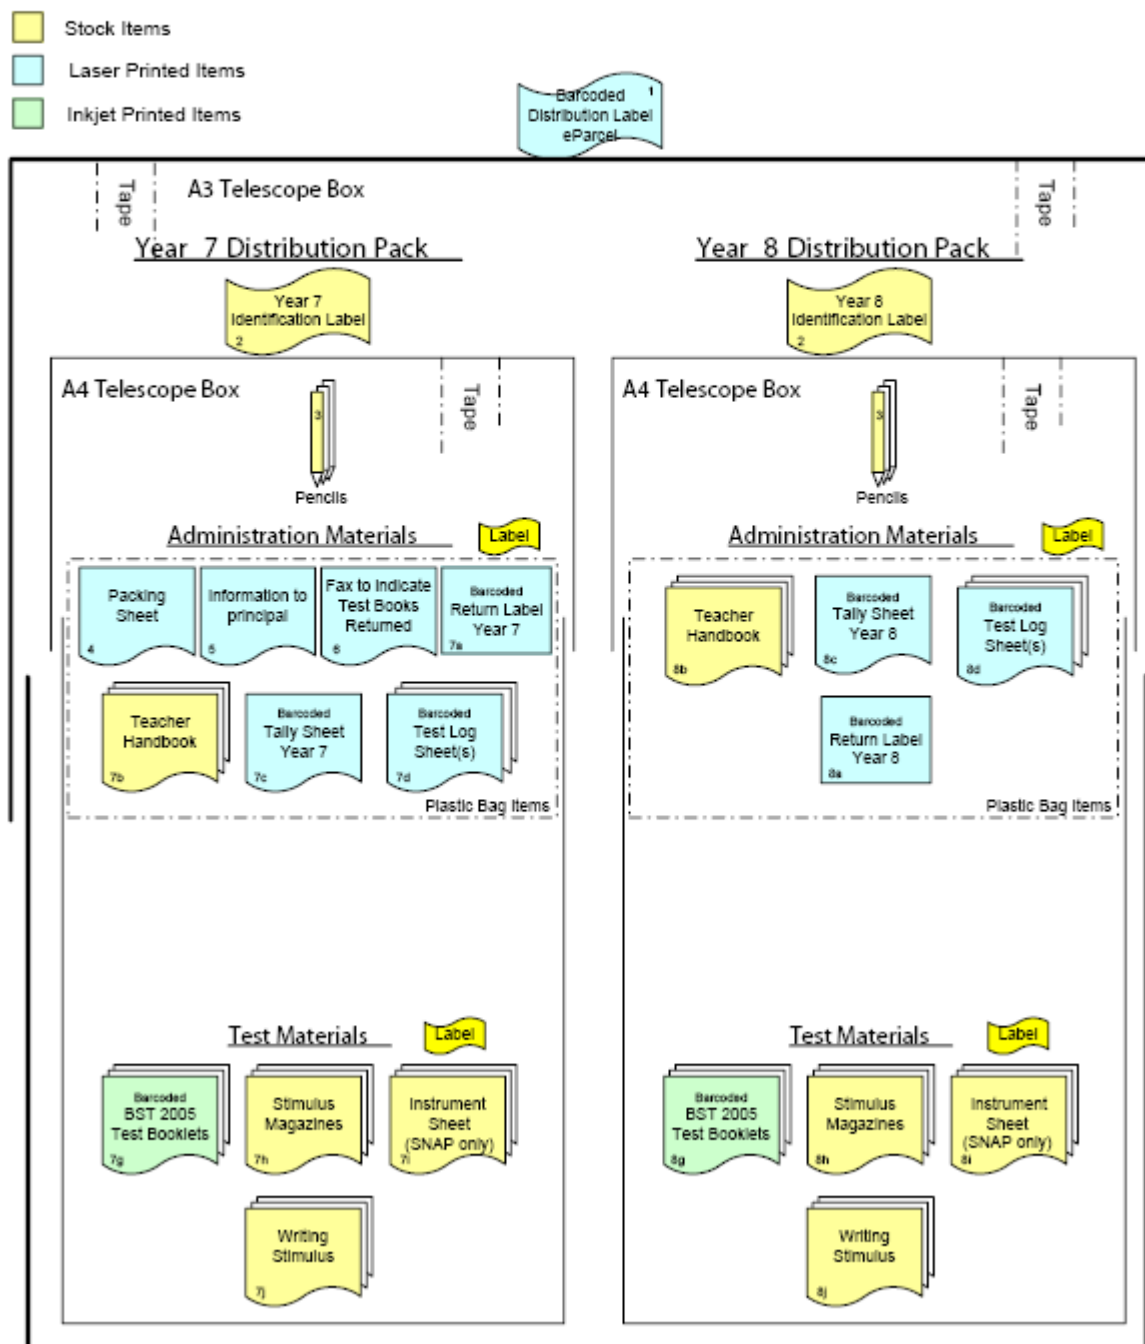 Stock Items
Laser Printed Items
Inkjet Printed Items
Barcoded 1
Distribution Label
eParcel
Tape
A3 Telescope Box
Tape
Year 7 Distribution Pack
Year 8 Distribution Pack
Year 7
Identification Label
2
Year 8
Identification Label
2
A4 Telescope Box
Tape
3
Pencils
Administration Materials
Label
Packing
Sheet
4
Information to
principal
5
Fax to Indicate
Test Books
Returned
6
Barcoded
Return Label
Year 7
7a
Teacher
Handbook
7b
Barcoded
Tally Sheet
Year 7
7c
Barcoded
Test Log
Sheet(s)
7d
Plastic Bag Items
Test Materials
Label
Barcoded
BST 2005
Test Booklets
7g
Stimulus
Magazines
7h
Instrument
Sheet
(SNAP only)
7i
Writing
Stimulus
7j
A4 Telescope Box
Tape
3
Pencils
Administration Materials
Label
Teacher
Handbook
8b
Barcoded
Tally Sheet
Year 8
8c
Barcoded
Test Log
Sheet(s)
8d
Barcoded
Return Label
Year 8
8a
Plastic Bag Items
Test Materials
Label
Barcoded
BST 2005
Test Booklets
8g
Stimulus
Magazines
8h
Instrument
Sheet
(SNAP only)
8i
Writing
Stimulus
8j